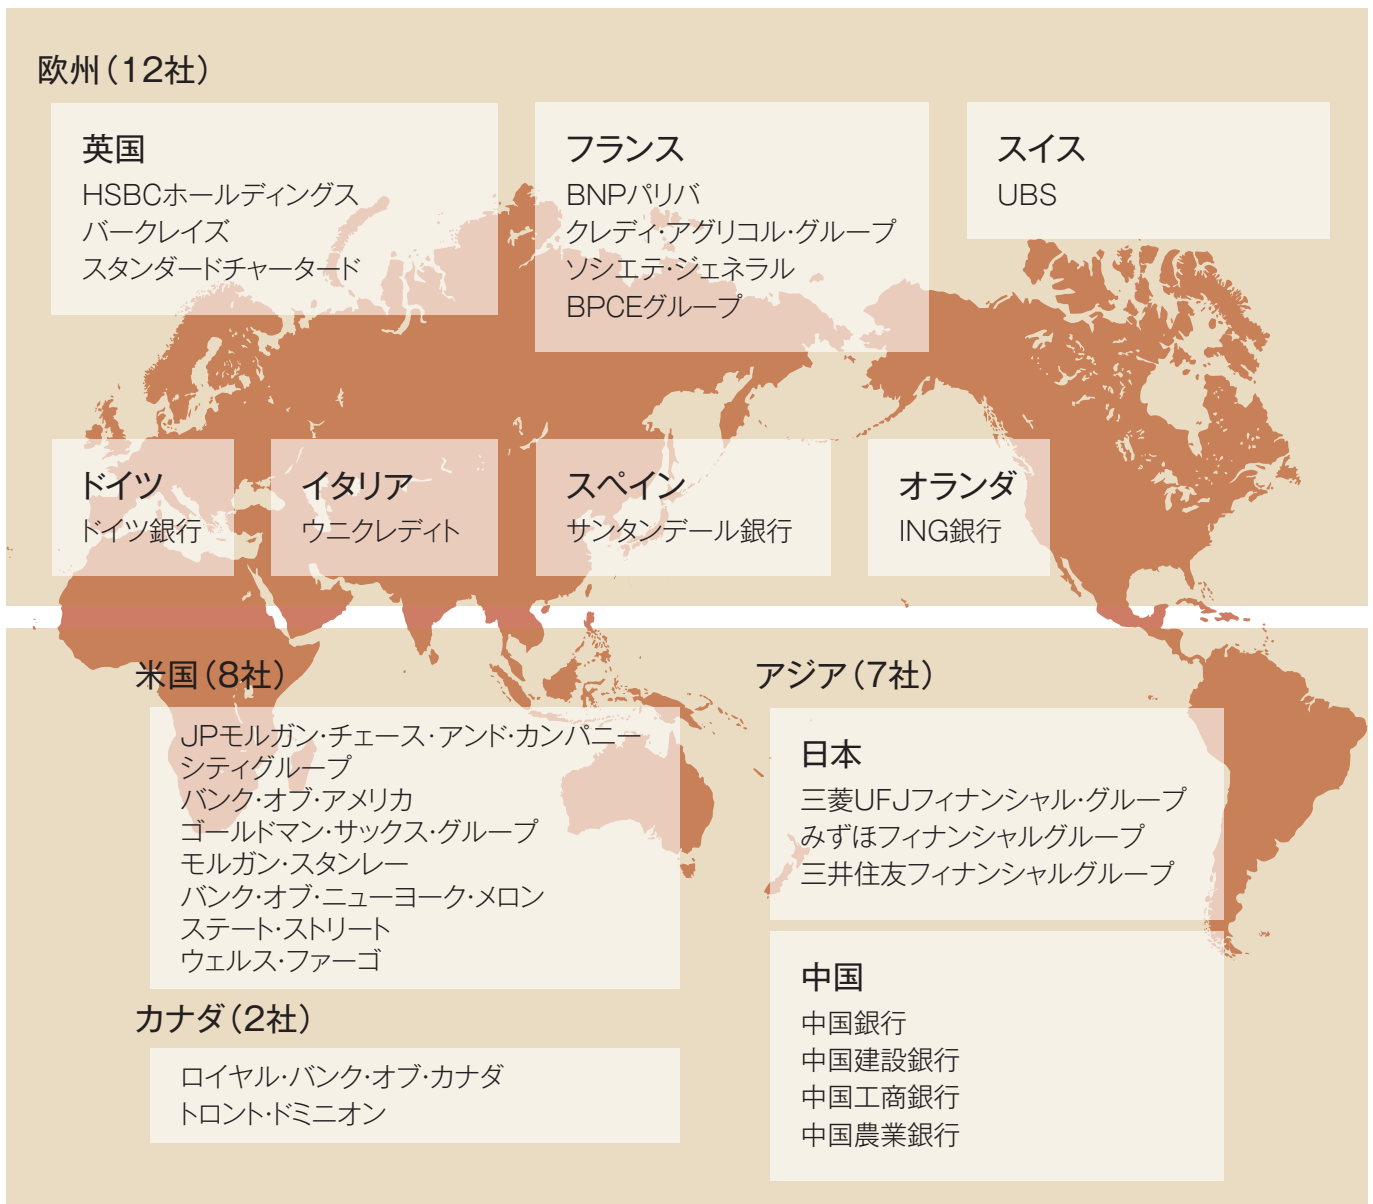 欧州（12社）
英国
HSBCホールディングス
バークレイズ
スタンダードチャータード
フランス
BNPパリバ
クレディ・アグリコル・グループ
ソシエテ・ジェネラル
BPCEグループ
スイス
UBS
ドイツ
ドイツ銀行
イタリア
ウニクレディト
スペイン
サンタンデール銀行
オランダ
ING銀行
米国（8社）
JPモルガン・チェース・アンド・カンパニー
シティグループ
バンク・オブ・アメリカ
ゴールドマン・サックス・グループ
モルガン・スタンレー
バンク・オブ・ニューヨーク・メロン
ステート・ストリート
ウェルス・ファーゴ
カナダ（2社）
ロイヤル・バンク・オブ・カナダ
トロント・ドミニオン
アジア（7社）
日本
三菱UFJフィナンシャル・グループ
みずほフィナンシャルグループ
三井住友フィナンシャルグループ
中国
中国銀行
中国建設銀行
中国工商銀行
中国農業銀行